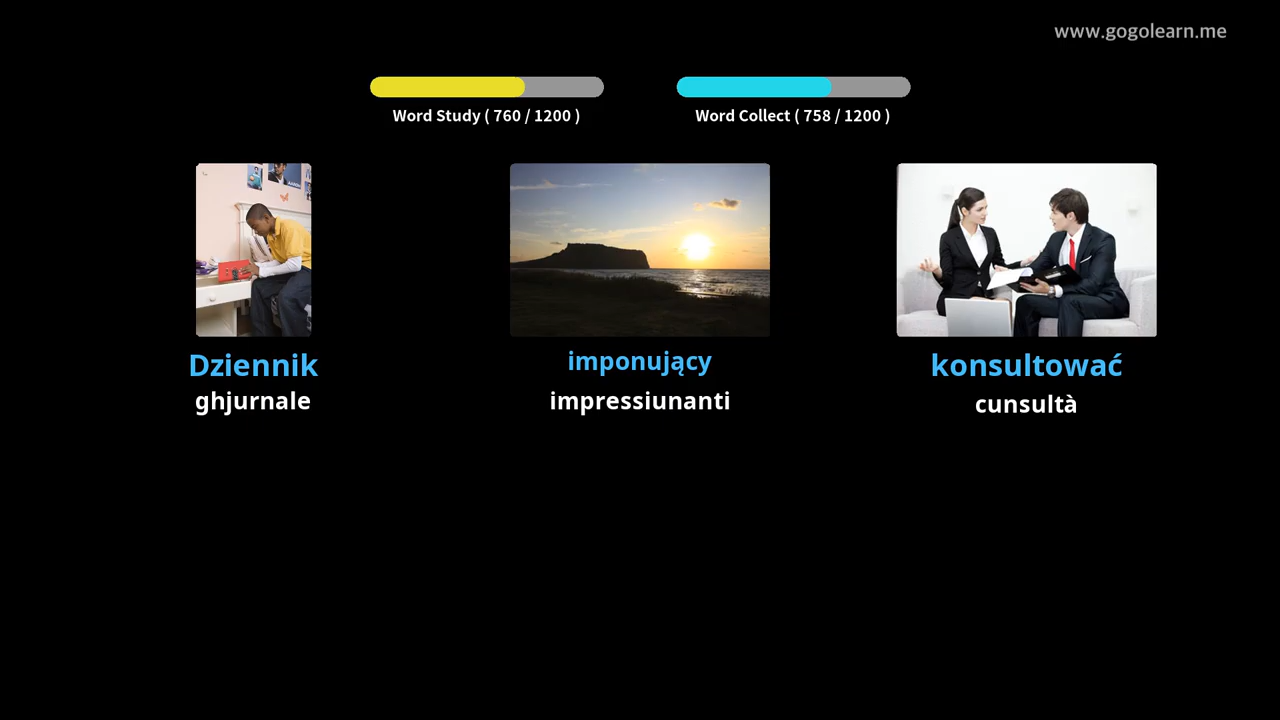 www.gogolearn.me
Word Study ( 760 / 1200 )
Word Collect ( 758 / 1200 )
Dziennik
ghjurnale
imponujący
impressiunanti
konsultować
cunsultà